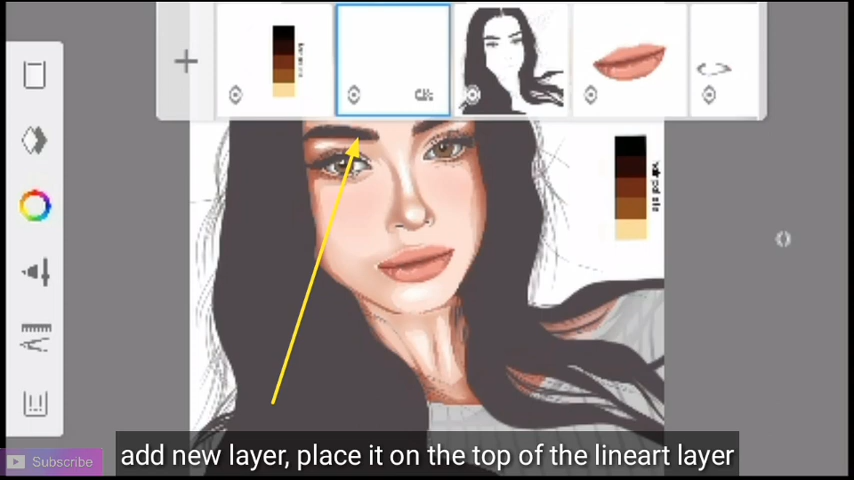 add new layer, place it on the top of the lineart layer
Subscribe